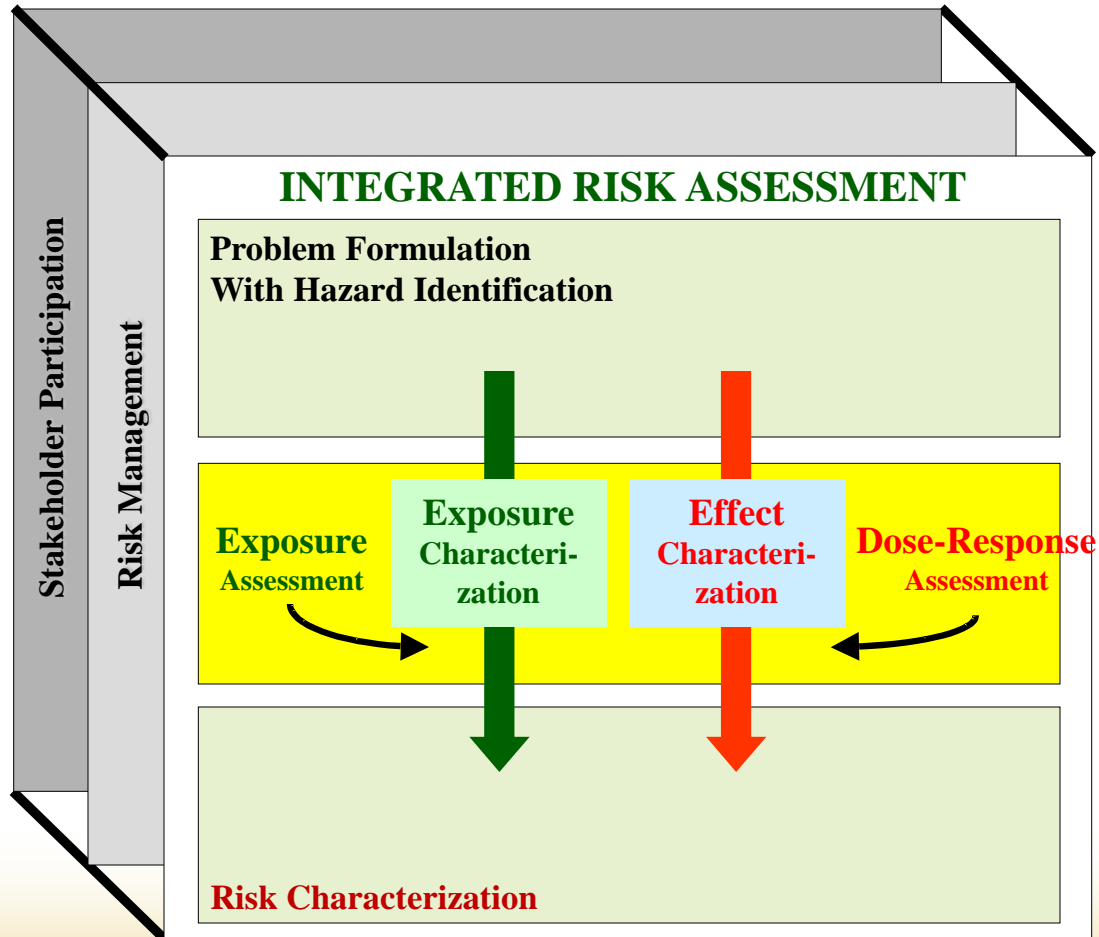 INTEGRATED RISK ASSESSMENT
Problem Formulation
With Hazard Identification
Stakeholder Participation
Risk Management
Exposure
Assessment
Exposure
Characteri-
zation
Effect
Characteri-
zation
Dose-Response
Assessment
Risk Characterization